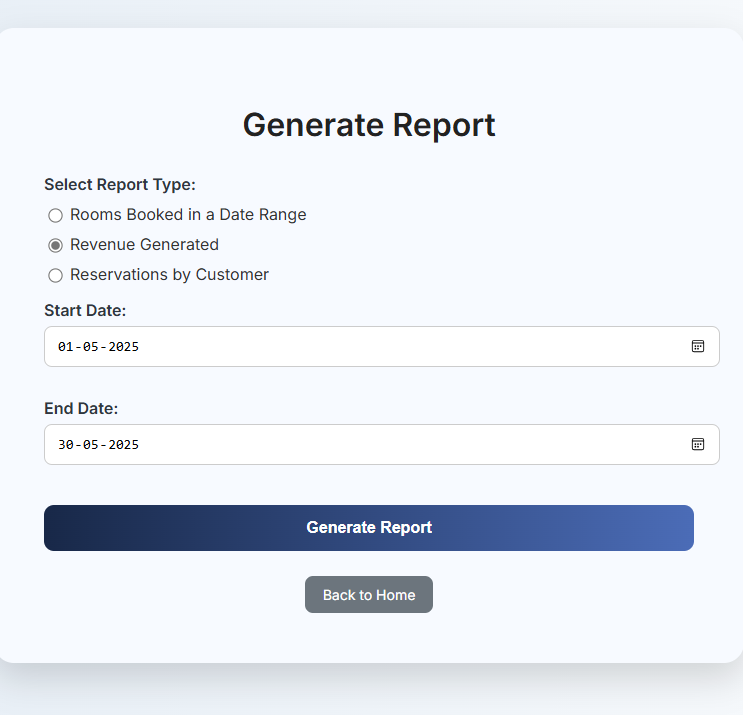 Generate Report
Select Report Type:
Rooms Booked in a Date Range
Revenue Generated
Reservations by Customer
Start Date:
01-05-2025
End Date:
30-05-2025
Generate Report
Back to Home